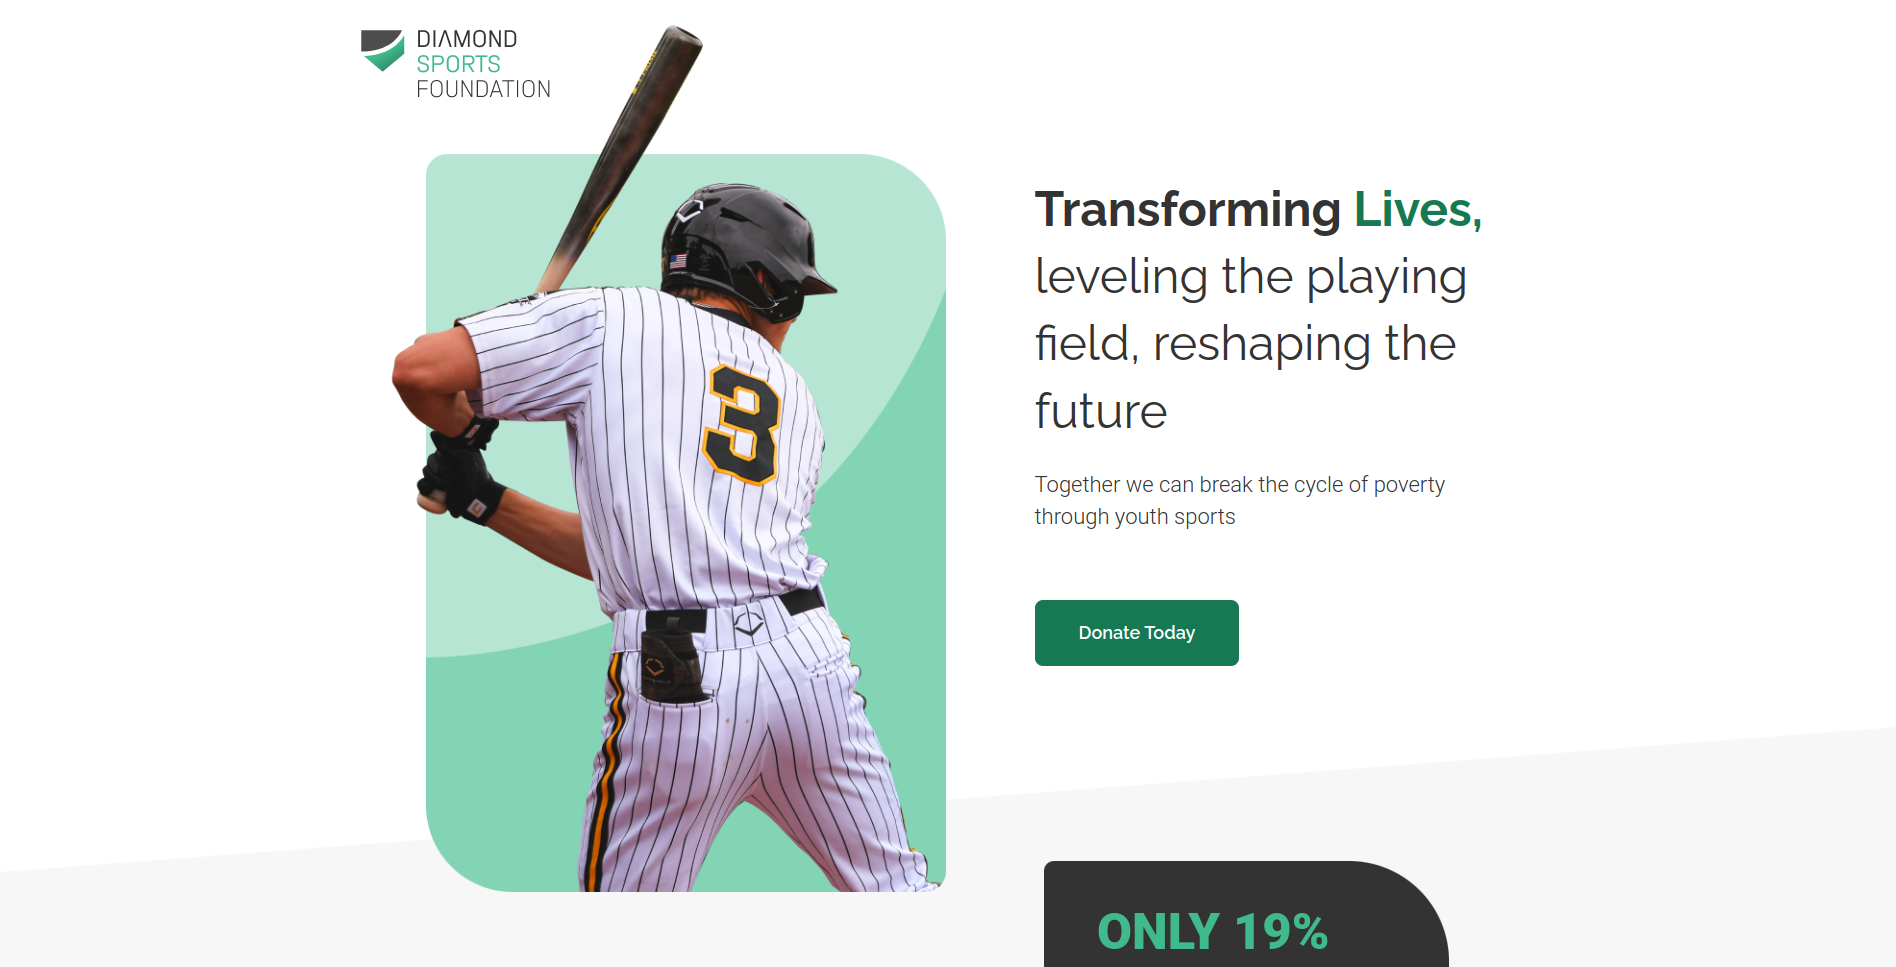 DIAMOND
SPORTS
FOUNDATION
Transforming Lives,
leveling the playing
field, reshaping the
future
Together we can break the cycle of poverty
through youth sports
3
Donate Today
ONLY 19%